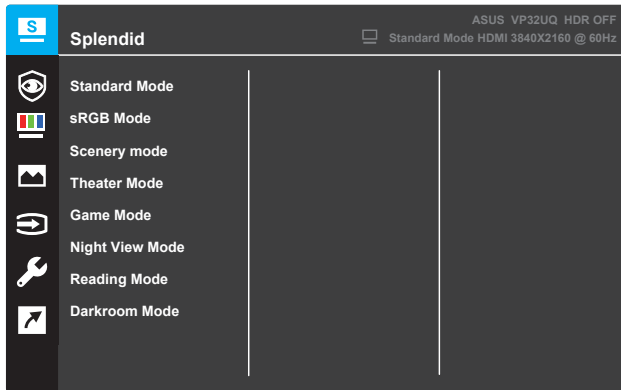 S
ASUS VP32UQ HDR OFF
Splendid
Standard Mode HDMI 3840X2160 @ 60Hz
Standard Mode
sRGB Mode
Scenery mode
Theater Mode
Game Mode
Night View Mode
Reading Mode
Darkroom Mode